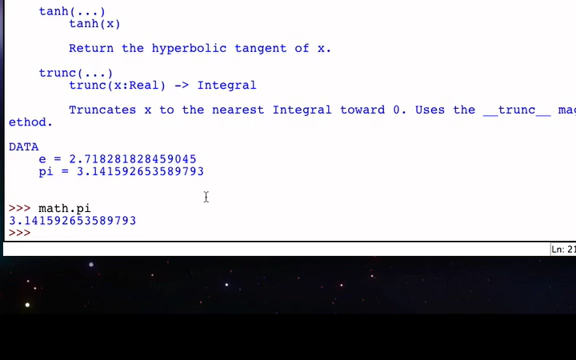 tanh(...)
tanh(x)
Return the hyperbolic tangent of x.
trunc(...)
trunc(x:Real) -> Integral
Truncates x to the nearest Integral toward 0. Uses the __trunc__ mag
ethod.
DATA
e = 2.718281828459045
pi = 3.141592653589793
>>> math.pi
3.141592653589793
>>>
Ln: 21